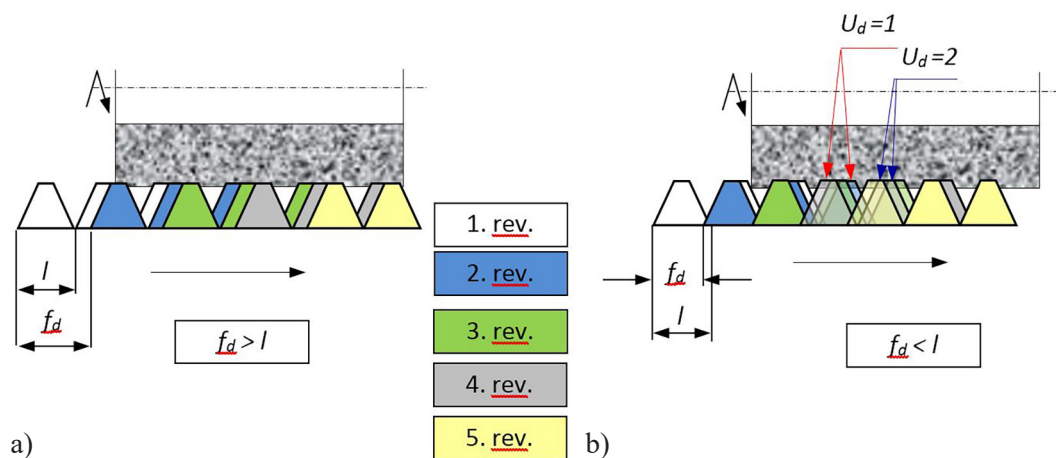 l
f_d
f_d > l
a)
1. rev.
2. rev.
3. rev.
4. rev.
5. rev.
U_d =1
U_d =2
f_d
l
f_d < l
b)